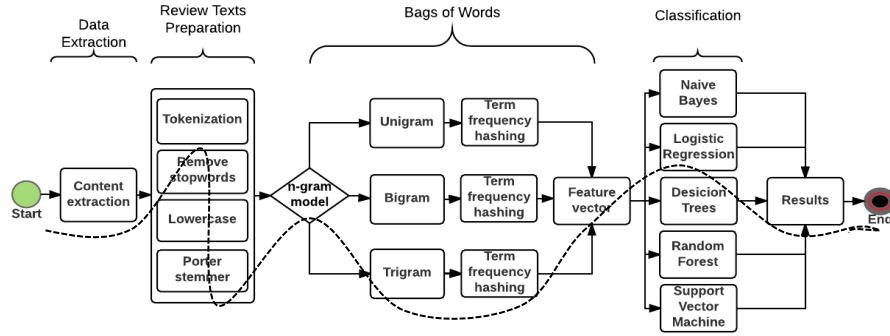 Data
Extraction
Review Texts
Preparation
Bags of Words
Classification
Start
Content
extraction
Tokenization
Remove
stopwords
Lowercase
Porter
stemmer
n-gram
model
Unigram
Term
frequency
hashing
Bigram
Term
frequency
hashing
Trigram
Term
frequency
hashing
Feature
vector
Naive
Bayes
Logistic
Regression
Desicion
Trees
Random
Forest
Support
Vector
Machine
Results
End